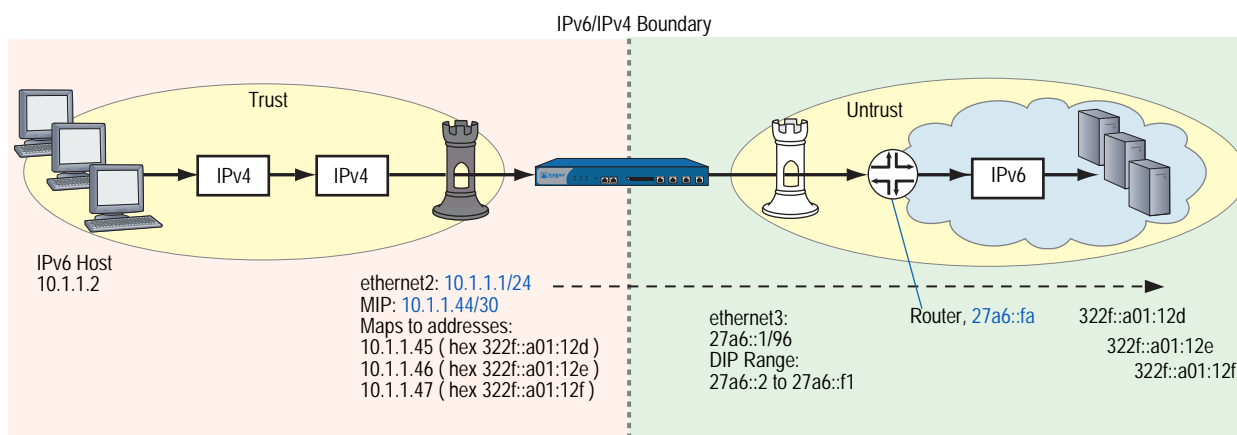 IPv6/IPv4 Boundary
Trust
Untrust
IPv4
IPv4
IPv6
IPv6 Host
10.1.1.2
ethernet2: 10.1.1.1/24
MIP: 10.1.1.44/30
Maps to addresses:
10.1.1.45 ( hex 322f::a01:12d )
10.1.1.46 ( hex 322f::a01:12e )
10.1.1.47 ( hex 322f::a01:12f )
ethernet3:
27a6::1/96
DIP Range:
27a6::2 to 27a6::f1
Router, 27a6::fa
322f::a01:12d
322f::a01:12e
322f::a01:12f